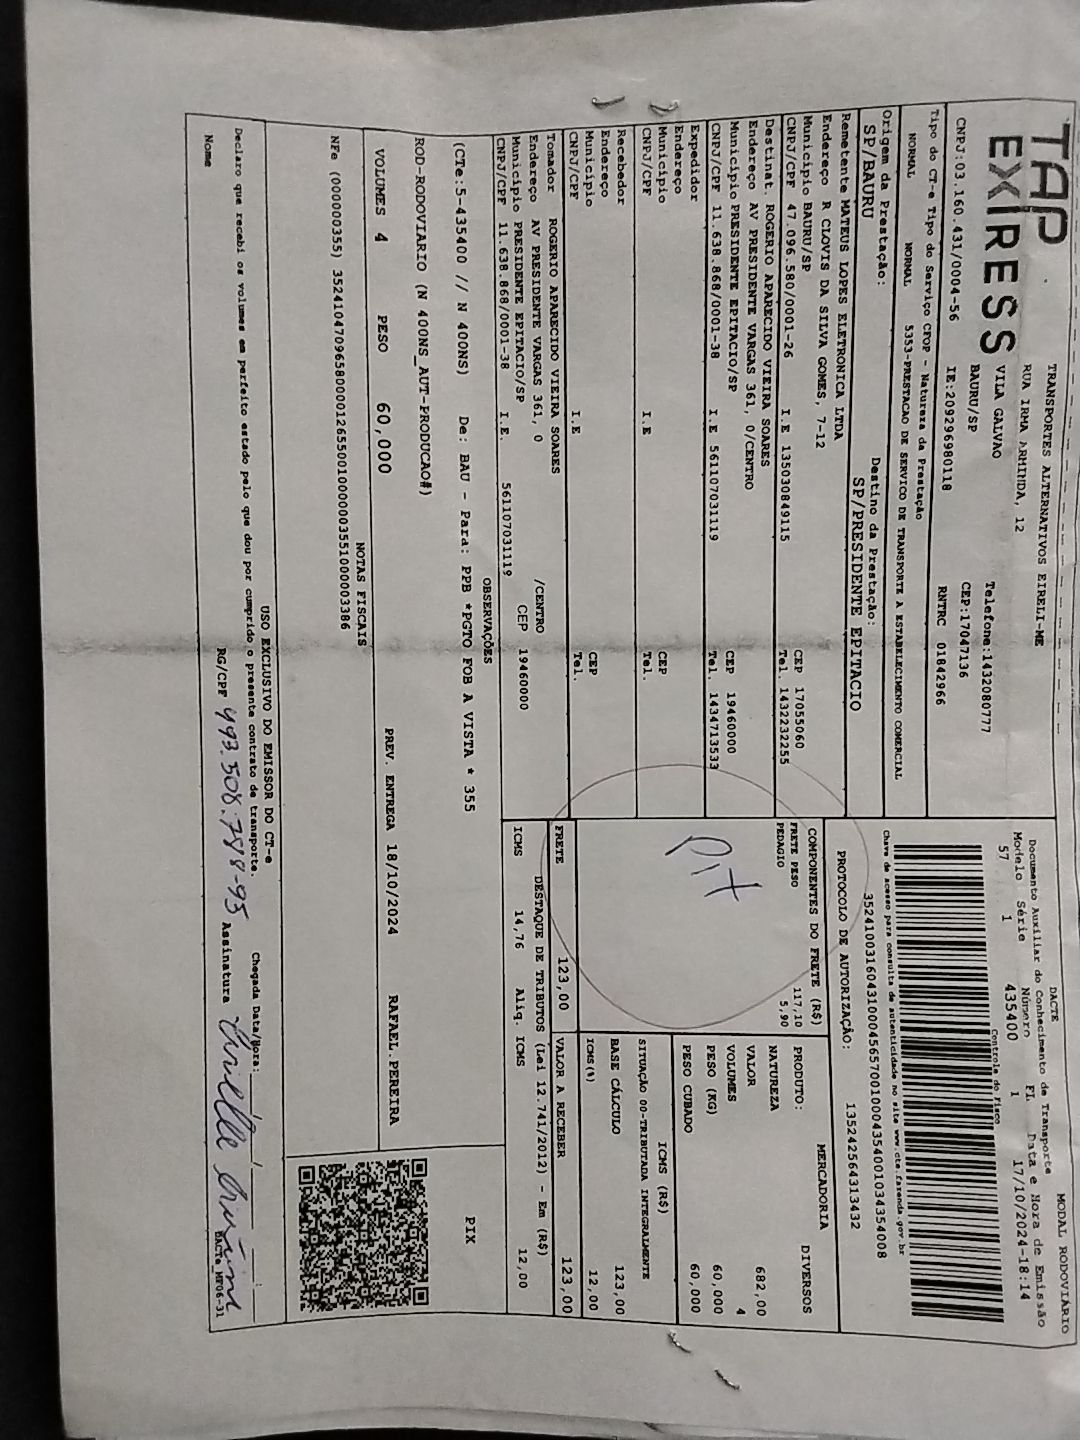 TAP
EXPRESS
TRANSPORTES ALTERNATIVOS EIRELI-ME
RUA IRMA ARMINDA, 12
VILA GALVAO
BAURU/SP
Telefone:1432080777
CEP:17047136
CNPJ:03.160.431/0004-56 IE:209296980118 RNTRC 01842966
Tipo do CT-e Tipo do Serviço CFOP - Natureza da Prestação
NORMAL NORMAL 5353-PRESTACAO DE SERVICO DE TRANSPORTE A ESTABELECIMENTO COMERCIAL
Origem da Prestação: Destino da Prestação:
SP/BAURU SP/PRESIDENTE EPITACIO
Remetente MATEUS LOPES ELETRONICA LTDA
Endereço R CLOVIS DA SILVA GOMES, 7-12
Município BAURU/SP CEP 17055060
CNPJ/CPF 47.096.580/0001-26 I.E 135030849115 Tel. 1432232255
Destinat. ROGERIO APARECIDO VIEIRA SOARES
Endereço AV PRESIDENTE VARGAS 361, 0/CENTRO
Município PRESIDENTE EPITACIO/SP CEP 19460000
CNPJ/CPF 11.638.868/0001-38 I.E 561107031119 Tel. 1434713533
Expedidor
Endereço
Município CEP
CNPJ/CPF I.E Tel.
Recebedor
Endereço
Município CEP
CNPJ/CPF I.E Tel.
Tomador ROGERIO APARECIDO VIEIRA SOARES
Endereço AV PRESIDENTE VARGAS 361, 0 /CENTRO
Município PRESIDENTE EPITACIO/SP CEP 19460000
CNPJ/CPF 11.638.868/0001-38 I.E. 561107031119
DACTE MODAL RODOVIÁRIO
Documento Auxiliar do Conhecimento de Transporte
Modelo Série Número FL Data e Hora de Emissão
57 1 435400 1 17/10/2024-18:14
Controle do Fisco
Chave de acesso para consulta de autenticidade no site www.cte.fazenda.gov.br
35241003160431000456570010004354001034354008
PROTOCOLO DE AUTORIZAÇÃO: 135242564313432
COMPONENTES DO FRETE (R$)
FRETE PESO 117,10
PEDAGIO 5,90
PRODUTO: MERCADORIA
NATUREZA DIVERSOS
VALOR 682,00
VOLUMES 4
PESO (KG) 60,000
PESO CUBADO 60,000
ICMS (R$)
SITUAÇÃO 00-TRIBUTADA INTEGRALMENTE
BASE CÁLCULO 123,00
ICMS(%) 12,00
FRETE 123,00 VALOR A RECEBER 123,00
DESTAQUE DE TRIBUTOS (Lei 12.741/2012) - Em (R$)
ICMS 14,76 Aliq. ICMS 12,00
OBSERVAÇÕES
(CTe:5-435400 // N 400NS) De: BAU - Para: PPB *PGTO FOB A VISTA * 355
ROD-RODOVIARIO (N 400NS_AUT-PRODUCAO#)
PIX
VOLUMES 4 PESO 60,000 PREV. ENTREGA 18/10/2024 RAFAEL.PEREIRA
NOTAS FISCAIS
NFe (000000355) 35241047096580000126550010000003551000003386
USO EXCLUSIVO DO EMISSOR DO CT-e
Declaro que recebi os volumes em perfeito estado pelo que dou por cumprido o presente contrato de transporte. Chegada Data/Hora:
Nome RG/CPF 493.508.788-95 Assinatura
DACTe_MF06-31